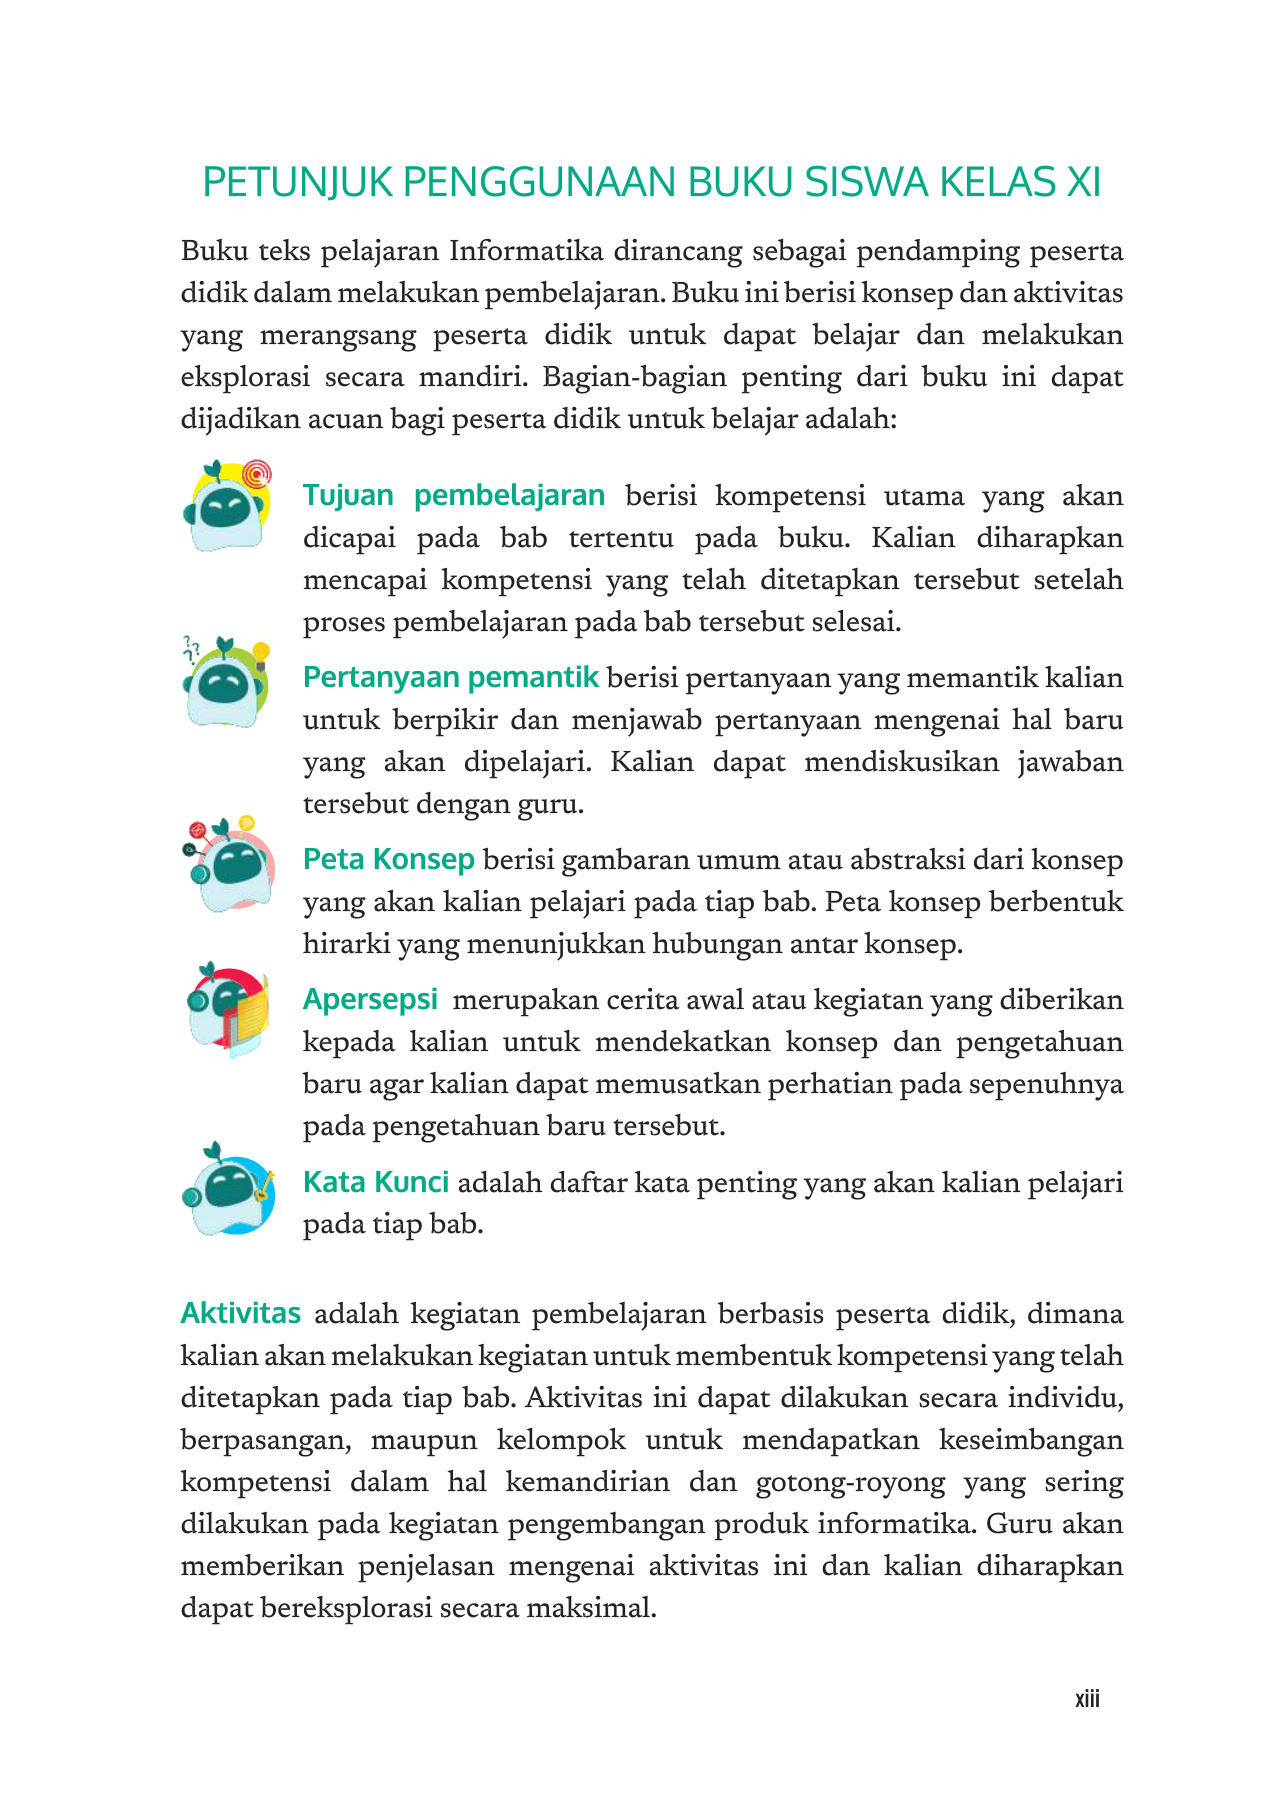 PETUNJUK PENGGUNAAN BUKU SISWA KELAS XI
Buku teks pelajaran Informatika dirancang sebagai pendamping peserta
didik dalam melakukan pembelajaran. Buku ini berisi konsep dan aktivitas
yang merangsang peserta didik untuk dapat belajar dan melakukan
eksplorasi secara mandiri. Bagian-bagian penting dari buku ini dapat
dijadikan acuan bagi peserta didik untuk belajar adalah:
Tujuan pembelajaran berisi kompetensi utama yang akan
dicapai pada bab tertentu pada buku. Kalian diharapkan
mencapai kompetensi yang telah ditetapkan tersebut setelah
proses pembelajaran pada bab tersebut selesai.
???
Pertanyaan pemantik berisi pertanyaan yang memantik kalian
untuk berpikir dan menjawab pertanyaan mengenai hal baru
yang akan dipelajari. Kalian dapat mendiskusikan jawaban
tersebut dengan guru.
Peta Konsep berisi gambaran umum atau abstraksi dari konsep
yang akan kalian pelajari pada tiap bab. Peta konsep berbentuk
hirarki yang menunjukkan hubungan antar konsep.
Apersepsi merupakan cerita awal atau kegiatan yang diberikan
kepada kalian untuk mendekatkan konsep dan pengetahuan
baru agar kalian dapat memusatkan perhatian pada sepenuhnya
pada pengetahuan baru tersebut.
Kata Kunci adalah daftar kata penting yang akan kalian pelajari
pada tiap bab.
Aktivitas adalah kegiatan pembelajaran berbasis peserta didik, dimana
kalian akan melakukan kegiatan untuk membentuk kompetensi yang telah
ditetapkan pada tiap bab. Aktivitas ini dapat dilakukan secara individu,
berpasangan, maupun kelompok untuk mendapatkan keseimbangan
kompetensi dalam hal kemandirian dan gotong-royong yang sering
dilakukan pada kegiatan pengembangan produk informatika. Guru akan
memberikan penjelasan mengenai aktivitas ini dan kalian diharapkan
dapat bereksplorasi secara maksimal.
xiii